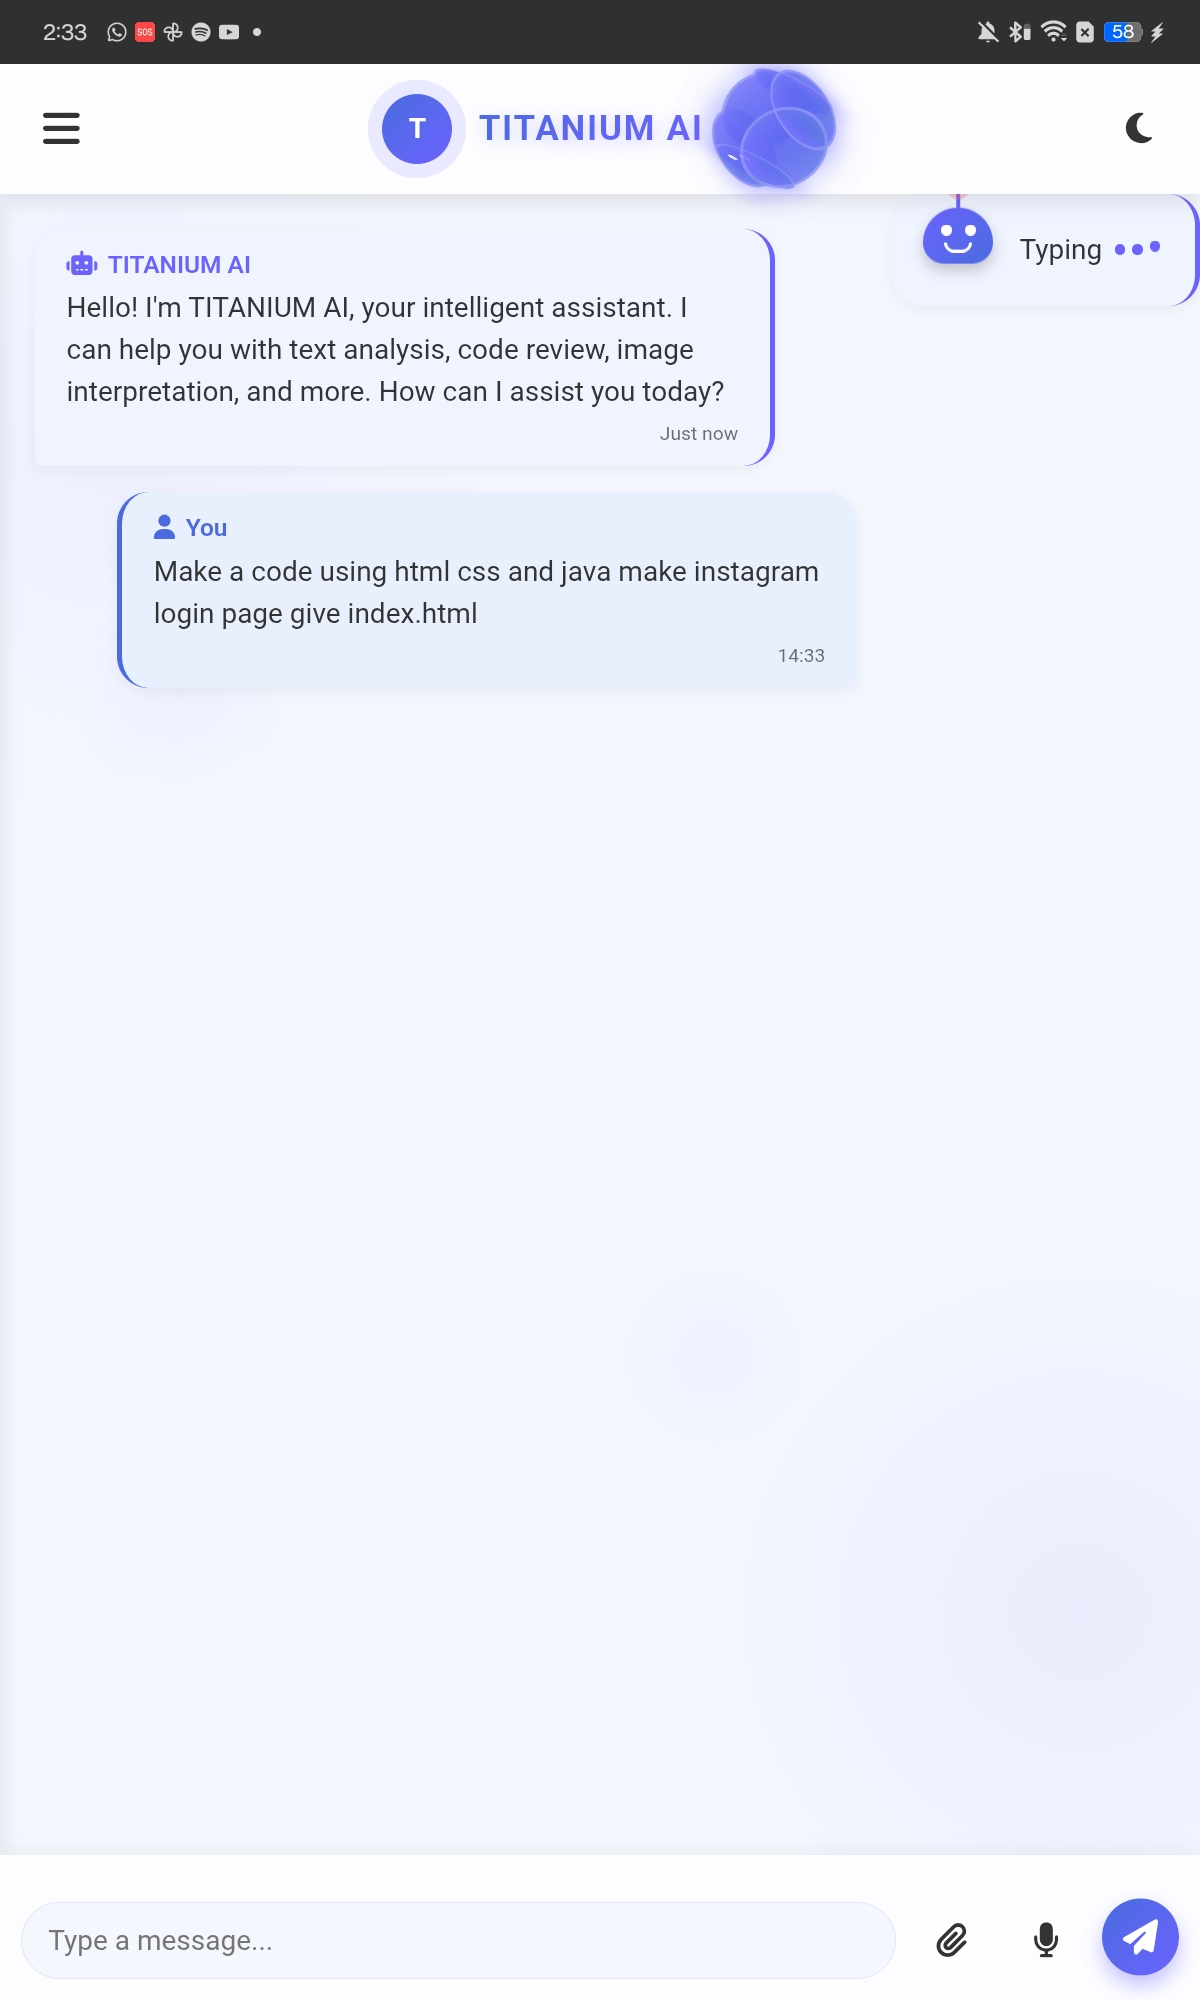 2:33
SOS
58
T
TITANIUM AI
Typing
TITANIUM AI
Hello! I'm TITANIUM AI, your intelligent assistant. I
can help you with text analysis, code review, image
interpretation, and more. How can I assist you today?
Just now
You
Make a code using html css and java make instagram
login page give index.html
14:33
Type a message...